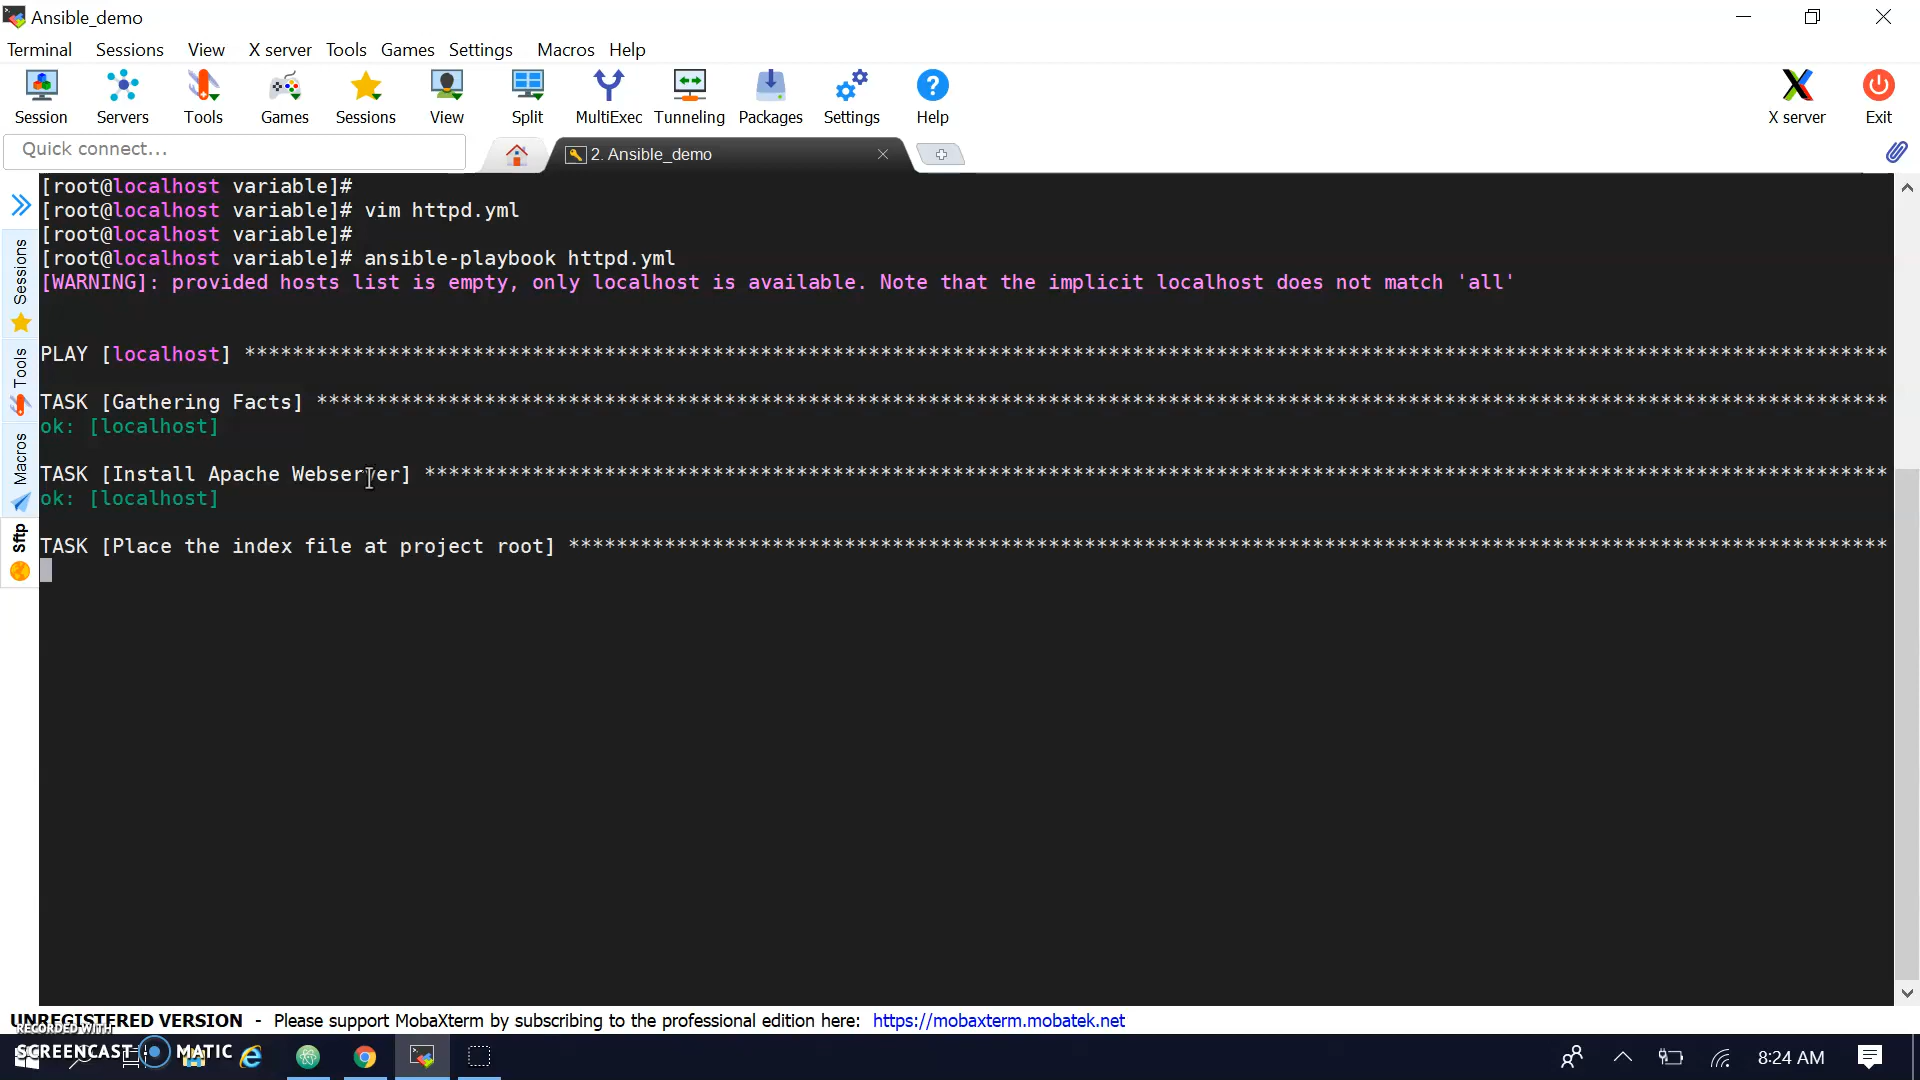 Ansible_demo
Terminal Sessions View X server Tools Games Settings Macros Help
Session Servers Tools Games Sessions View Split MultiExec Tunneling Packages Settings Help X server Exit
Quick connect...
2. Ansible_demo
[root@localhost variable]#
[root@localhost variable]# vim httpd.yml
[root@localhost variable]#
[root@localhost variable]# ansible-playbook httpd.yml
[WARNING]: provided hosts list is empty, only localhost is available. Note that the implicit localhost does not match 'all'
PLAY [localhost] *****************************************************************************************************************************************
TASK [Gathering Facts] ***********************************************************************************************************************************
ok: [localhost]
TASK [Install Apache Webserver] **************************************************************************************************************************
ok: [localhost]
TASK [Place the index file at project root] **************************************************************************************************************
Sessions
Tools
Macros
Sftp
UNREGISTERED VERSION - Please support MobaXterm by subscribing to the professional edition here: https://mobaxterm.mobatek.net
RECORDED WITH
SCREENCAST MATIC
8:24 AM